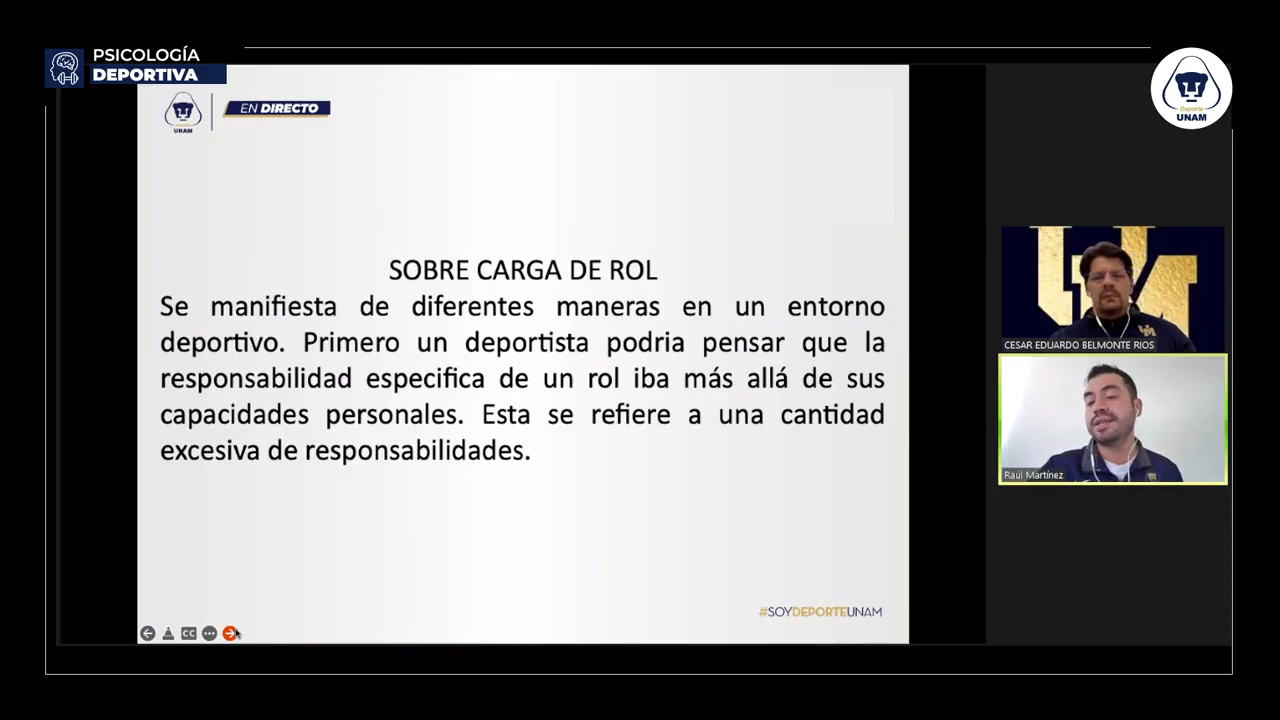 PSICOLOGÍA
DEPORTIVA
UNAM
EN DIRECTO
SOBRE CARGA DE ROL
Se manifiesta de diferentes maneras en un entorno
deportivo. Primero un deportista podria pensar que la
responsabilidad especifica de un rol iba más allá de sus
capacidades personales. Esta se refiere a una cantidad
excesiva de responsabilidades.
#SOYDEPORTEUNAM
CC
Deporte
UNAM
UM
CESAR EDUARDO BELMONTE RIOS
Raúl Martínez